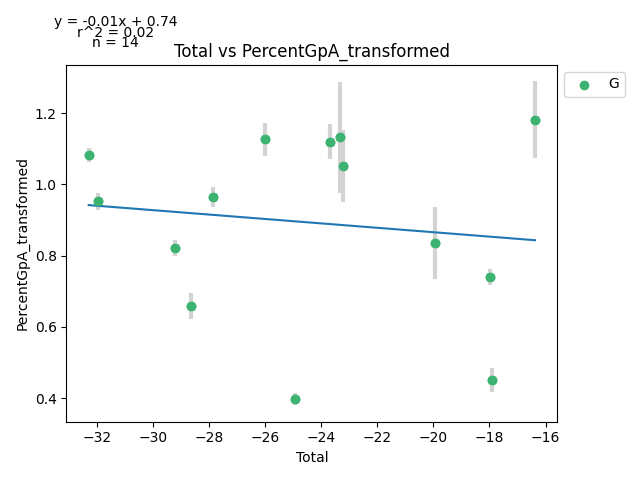 y = -0.01x + 0.74
r^2 = 0.02
n = 14
Total vs PercentGpA_transformed
G
PercentGpA_transformed
1.2
1.0
0.8
0.6
0.4
−32 −30 −28 −26 −24 −22 −20 −18 −16
Total